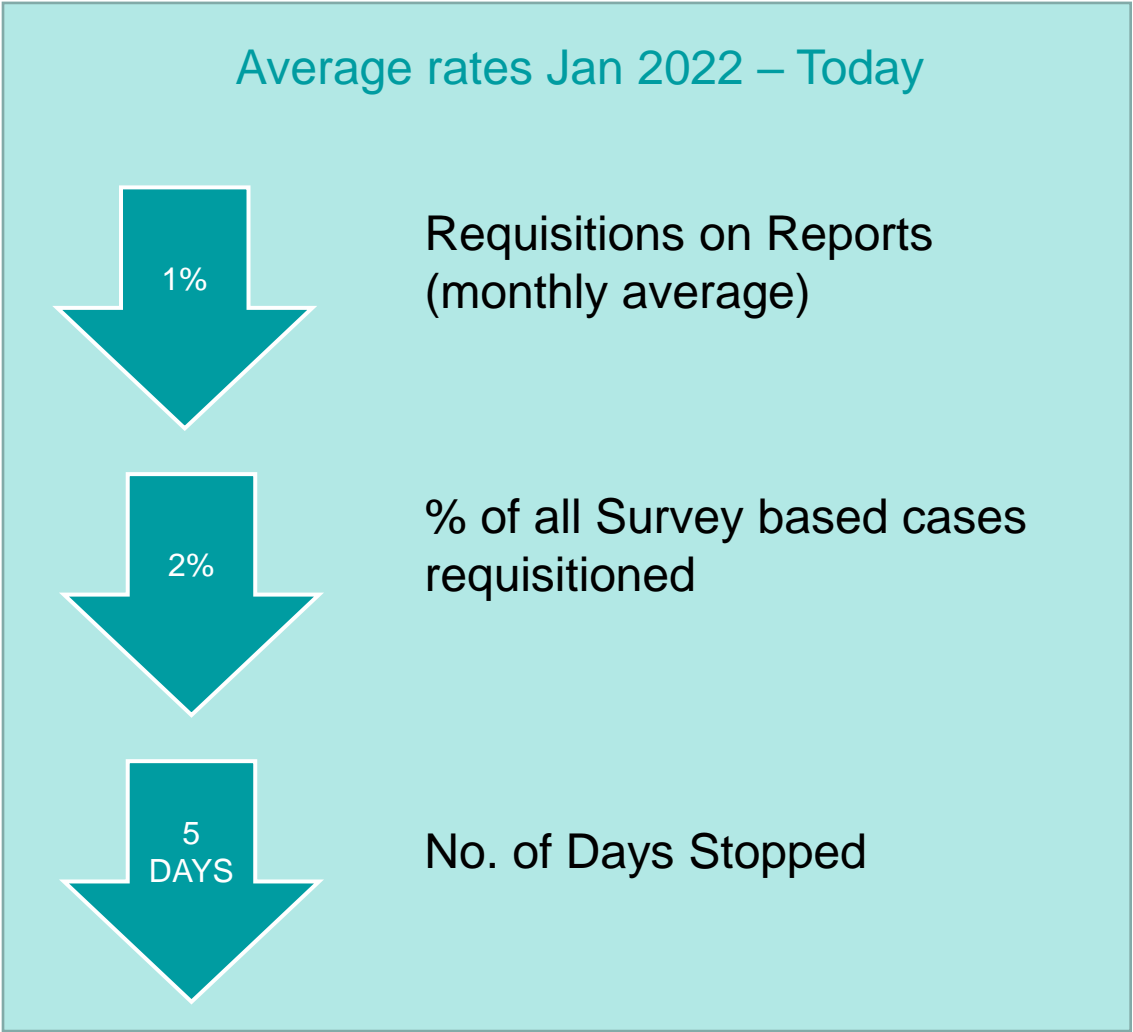 Average rates Jan 2022 – Today
1%
Requisitions on Reports
(monthly average)
2%
% of all Survey based cases
requisitioned
5
DAYS
No. of Days Stopped